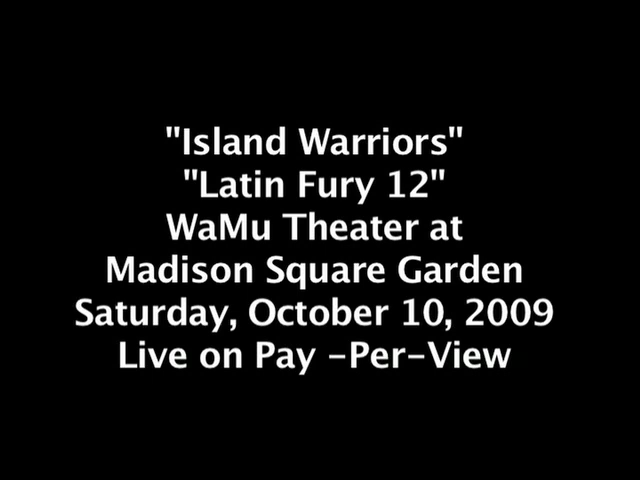 "Island Warriors"
"Latin Fury 12"
WaMu Theater at
Madison Square Garden
Saturday, October 10, 2009
Live on Pay -Per-View